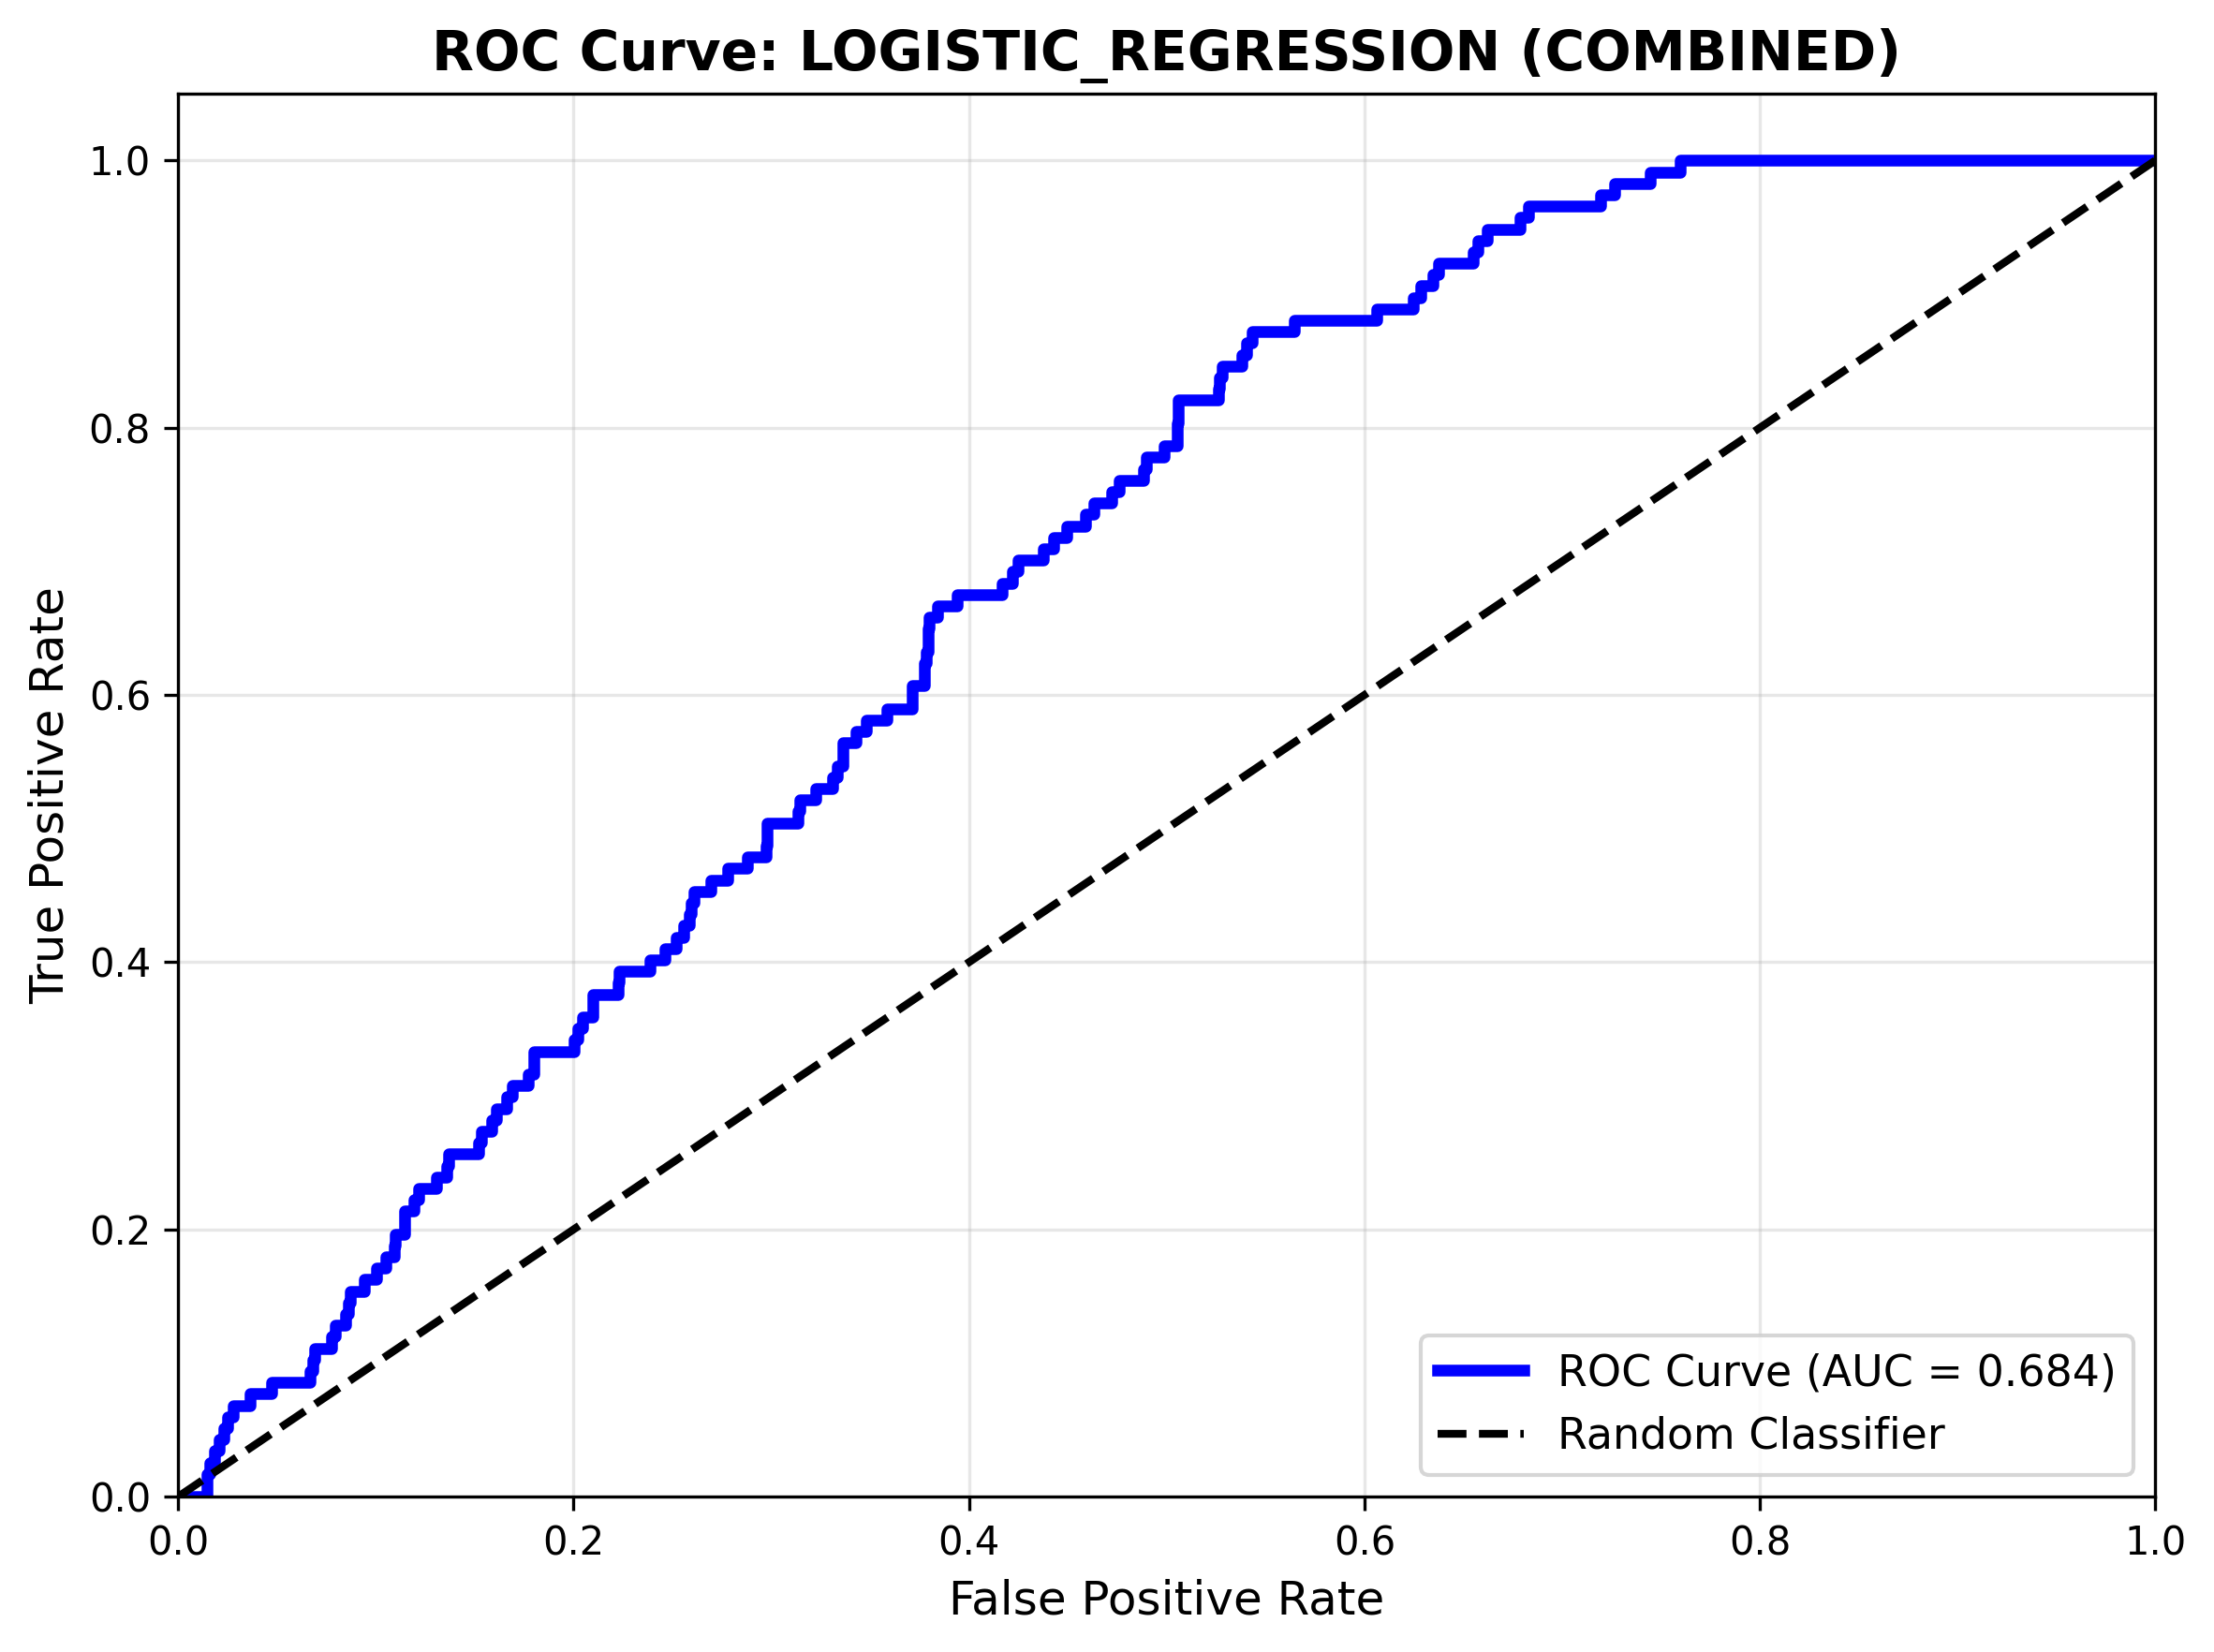 ROC Curve: LOGISTIC_REGRESSION (COMBINED)
True Positive Rate
1.0
0.8
0.6
0.4
0.2
0.0
0.0 0.2 0.4 0.6 0.8 1.0
False Positive Rate
ROC Curve (AUC = 0.684)
Random Classifier